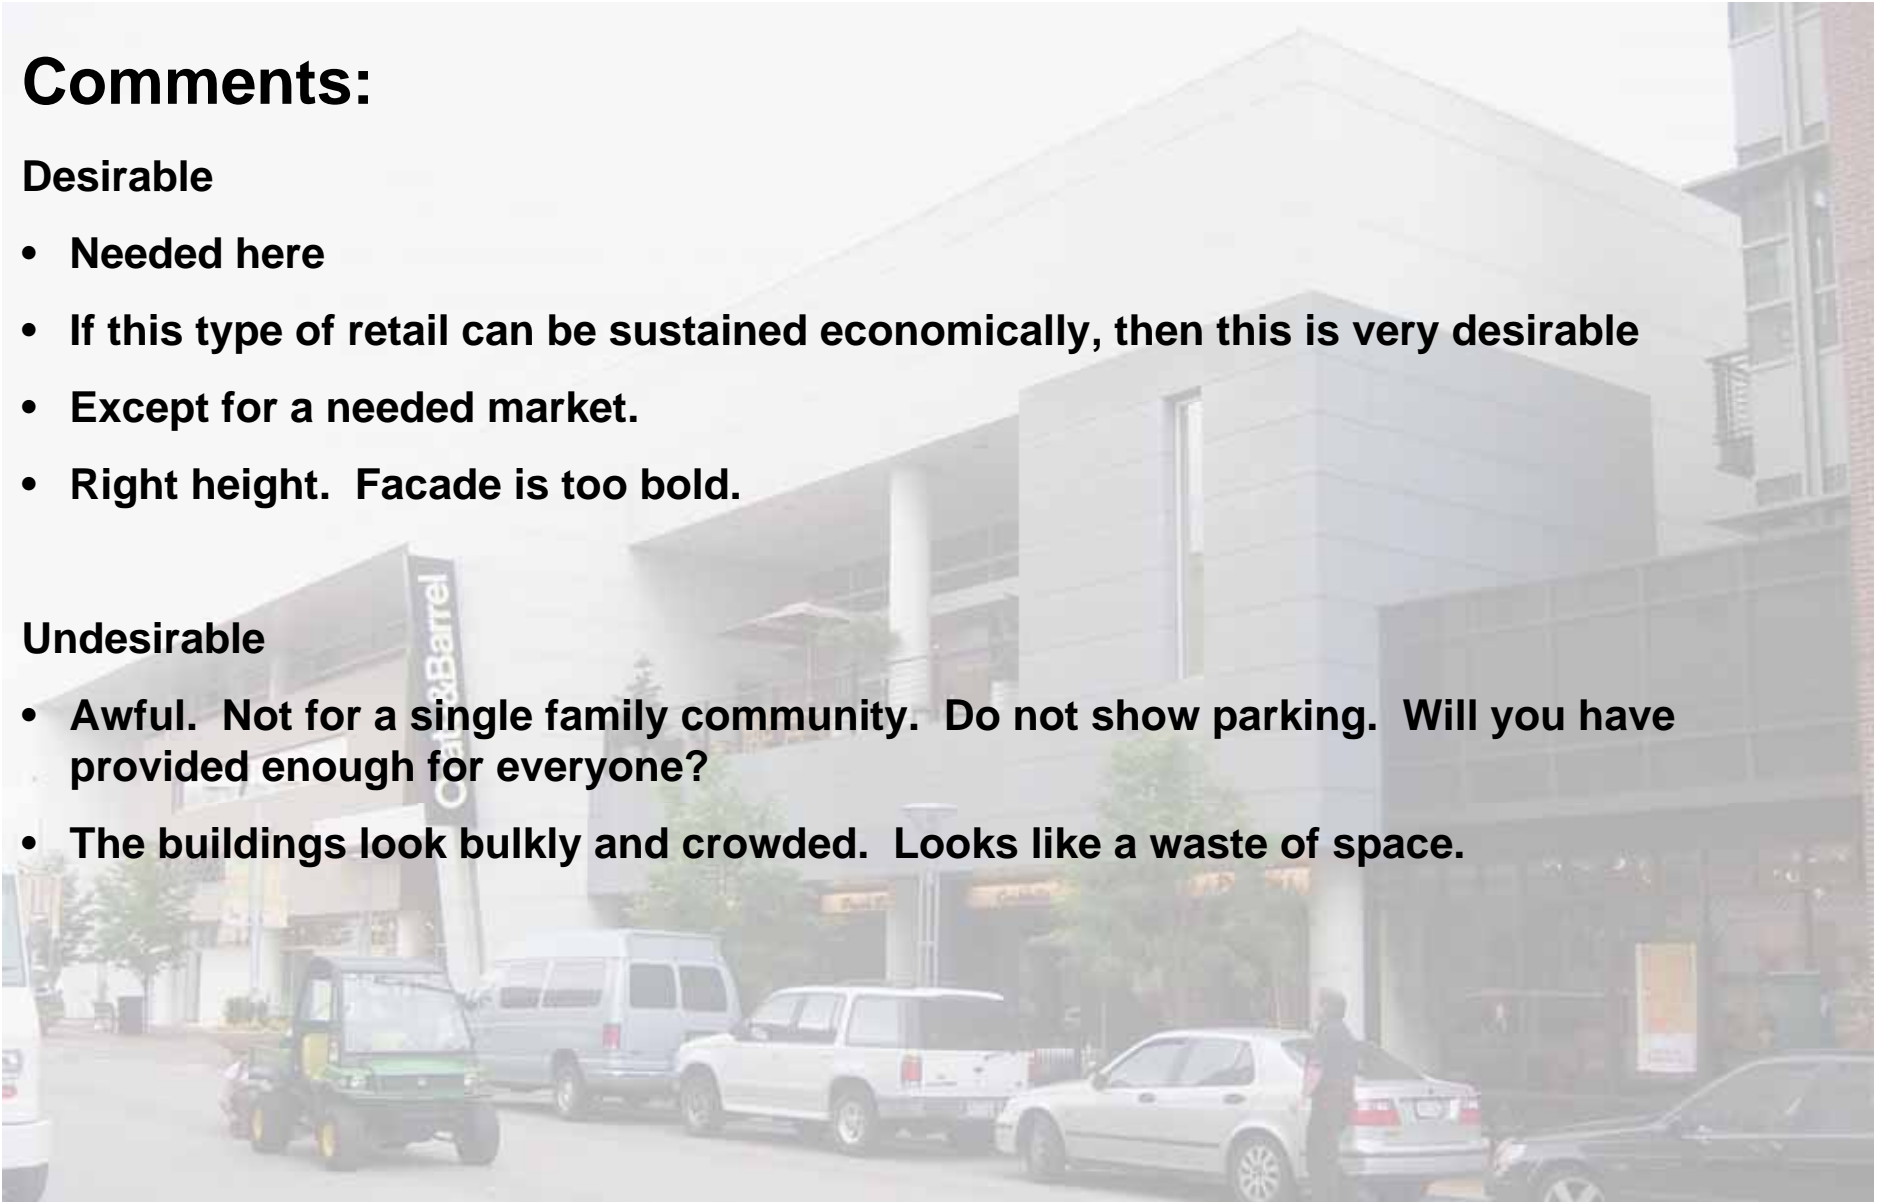 Comments:
Desirable
• Needed here
• If this type of retail can be sustained economically, then this is very desirable
• Except for a needed market.
• Right height.  Facade is too bold.
Undesirable
• Awful.  Not for a single family community.  Do not show parking.  Will you have
provided enough for everyone?
• The buildings look bulkly and crowded.  Looks like a waste of space.
&Barrel